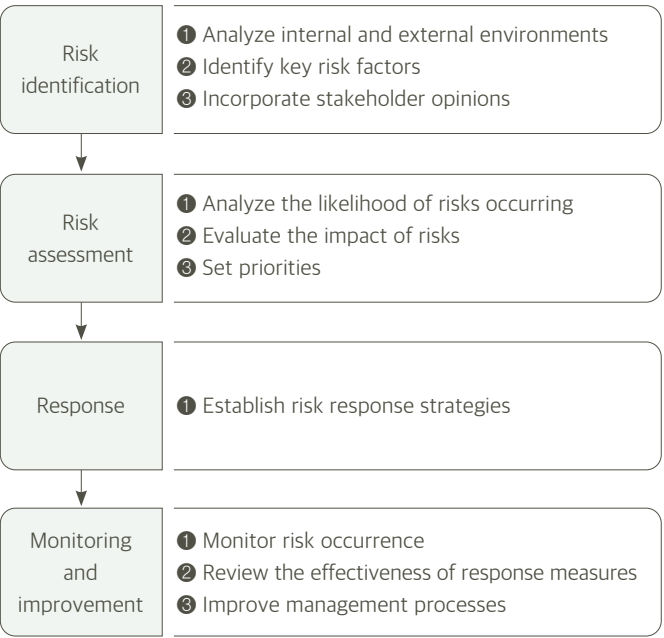 Risk
identification
❶ Analyze internal and external environments
❷ Identify key risk factors
❸ Incorporate stakeholder opinions
Risk
assessment
❶ Analyze the likelihood of risks occurring
❷ Evaluate the impact of risks
❸ Set priorities
Response
❶ Establish risk response strategies
Monitoring
and
improvement
❶ Monitor risk occurrence
❷ Review the effectiveness of response measures
❸ Improve management processes